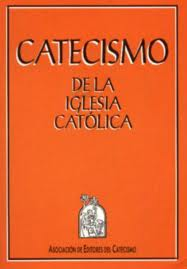 CATECISMO
DE LA
IGLESIA
CATÓLICA
ASOCIACIÓN DE EDITORES DEL CATECISMO